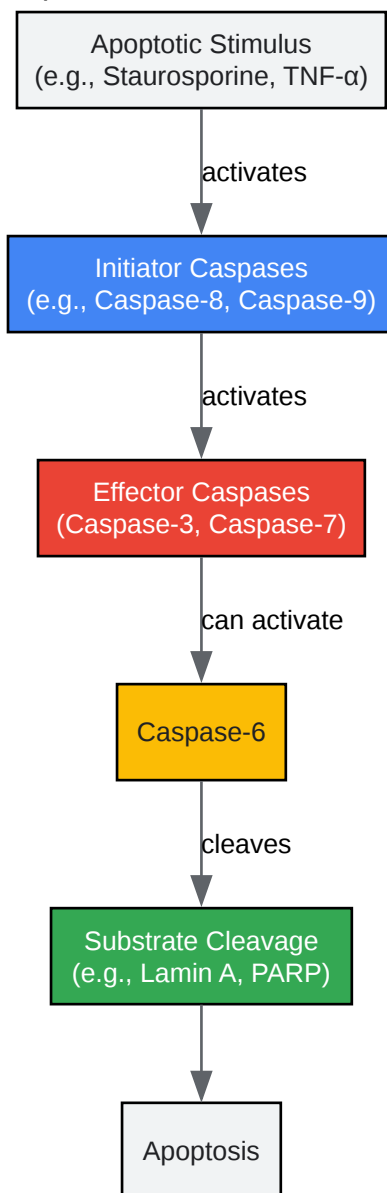 Apoptotic Stimulus
(e.g., Staurosporine, TNF-α)
activates
Initiator Caspases
(e.g., Caspase-8, Caspase-9)
activates
Effector Caspases
(Caspase-3, Caspase-7)
can activate
Caspase-6
cleaves
Substrate Cleavage
(e.g., Lamin A, PARP)
Apoptosis